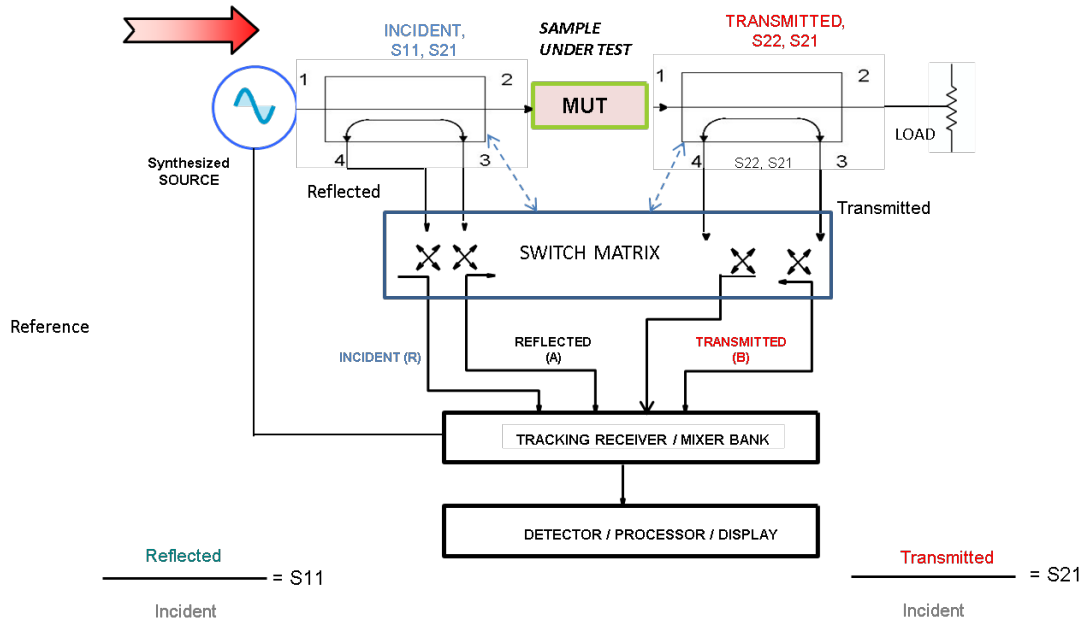 INCIDENT,
S11, S21
SAMPLE
UNDER TEST
TRANSMITTED,
S22, S21
1
2
MUT
1
2
LOAD
Synthesized
SOURCE
4
3
4
S22, S21
3
Reflected
Transmitted
SWITCH MATRIX
Reference
INCIDENT (R)
REFLECTED
(A)
TRANSMITTED
(B)
TRACKING RECEIVER / MIXER BANK
DETECTOR / PROCESSOR / DISPLAY
Reflected
= S11
Incident
Transmitted
= S21
Incident